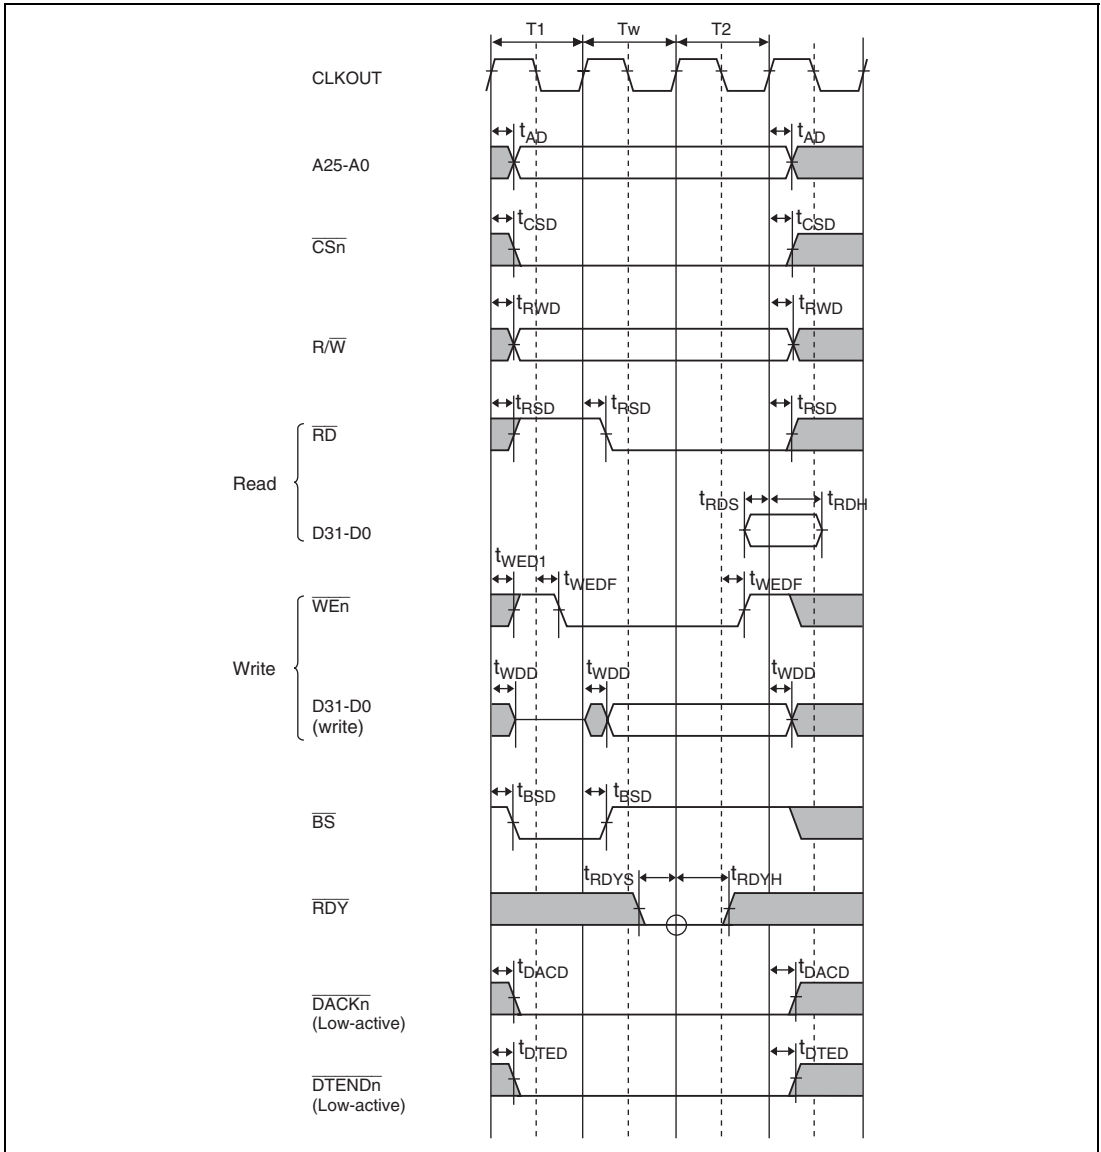 T1 Tw T2
CLKOUT
tAD tAD
A25-A0
tCSD tCSD
CSn
tRWD tRWD
R/W
tRSD tRSD tRSD
RD
Read
tRDS tRDH
D31-D0
tWED1
tWEDF tWEDF
WEn
Write
tWDD tWDD tWDD
D31-D0
(write)
tBSD tBSD
BS
tRDYS tRDYH
RDY
tDACD tDACD
DACKn
(Low-active)
tDTED tDTED
DTENDn
(Low-active)